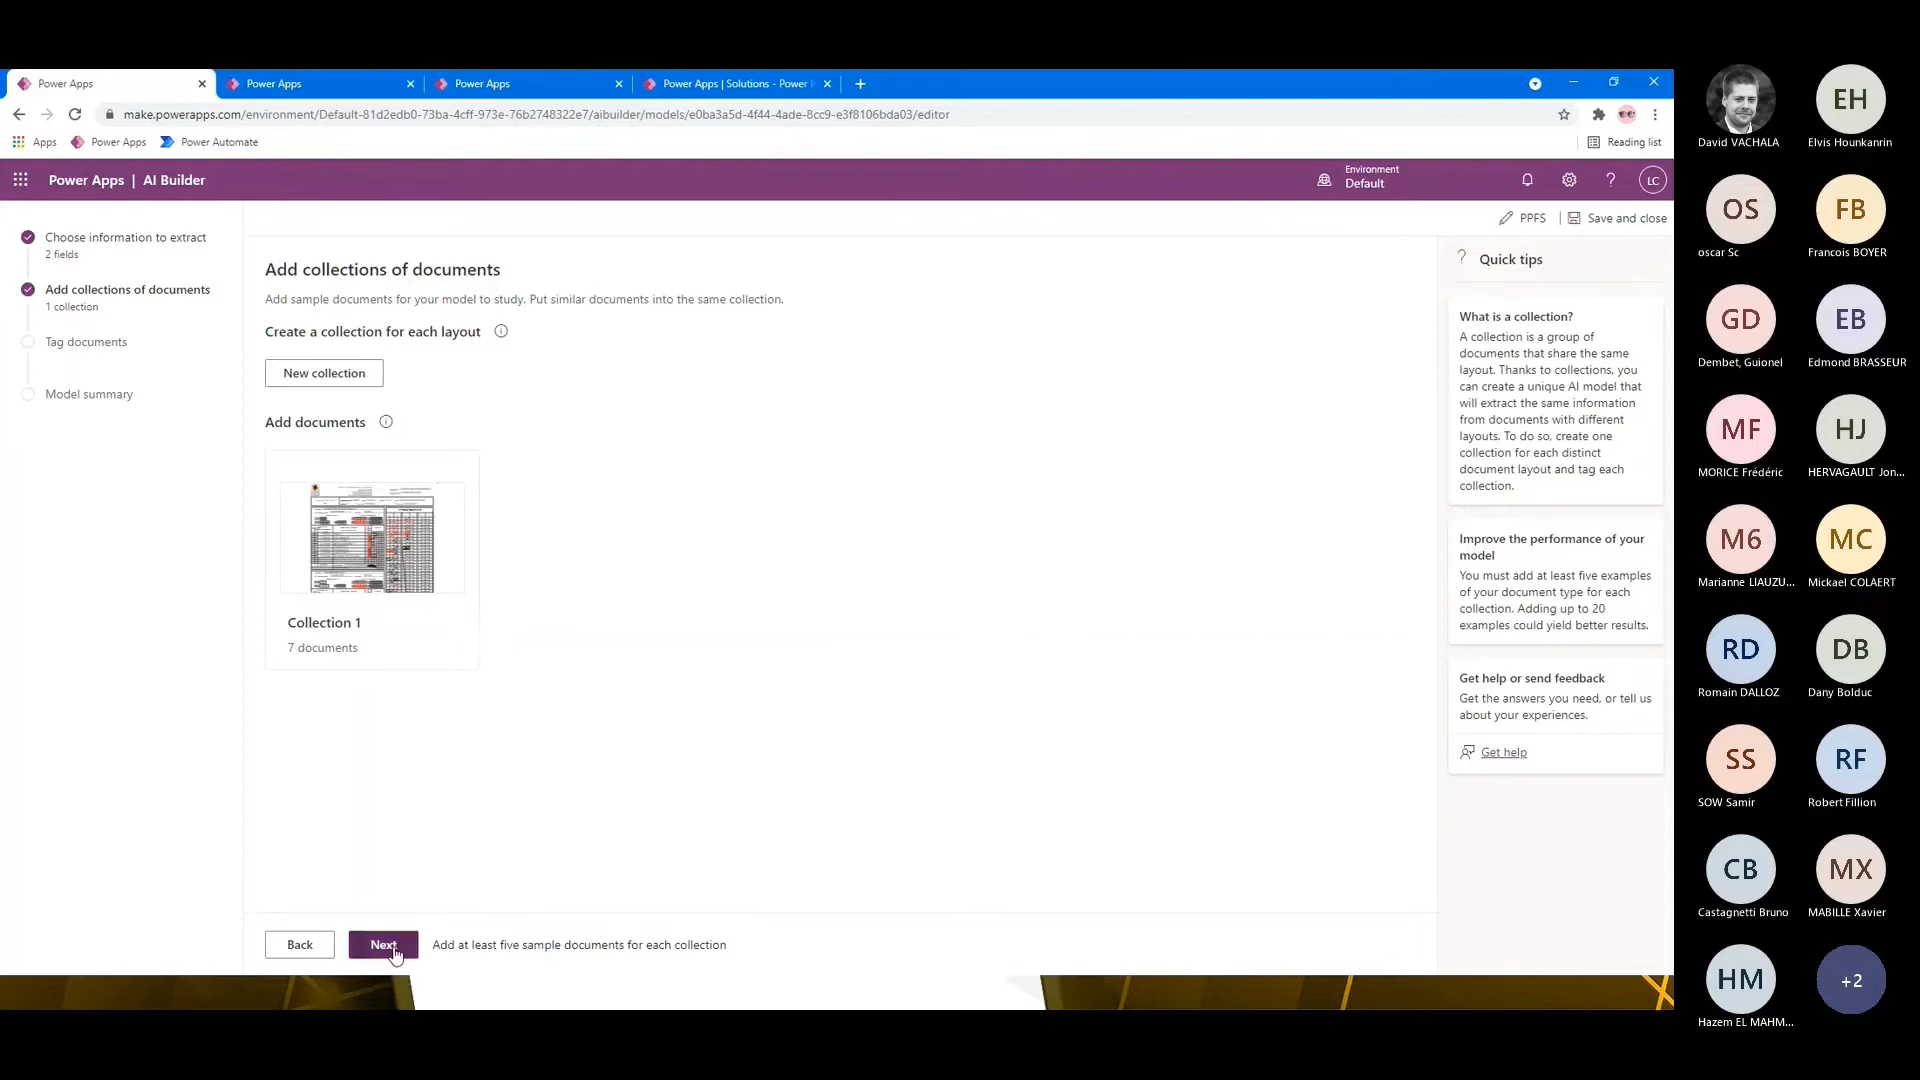 Power Apps
Power Apps
Power Apps
Power Apps | Solutions - Power
make.powerapps.com/environment/Default-81d2edb0-73ba-4cff-973e-76b2748322e7/aibuilder/models/e0ba3a5d-4f44-4ade-8cc9-e3f8106bda03/editor
Apps
Power Apps
Power Automate
Reading list
Power Apps | AI Builder
Environment
Default
LC
PPFS
Save and close
Choose information to extract
2 fields
Add collections of documents
1 collection
Tag documents
Model summary
Add collections of documents
Add sample documents for your model to study. Put similar documents into the same collection.
Create a collection for each layout
New collection
Add documents
Collection 1
7 documents
Back
Next
Add at least five sample documents for each collection
? Quick tips
What is a collection?
A collection is a group of
documents that share the same
layout. Thanks to collections, you
can create a unique AI model that
will extract the same information
from documents with different
layouts. To do so, create one
collection for each distinct
document layout and tag each
collection.
Improve the performance of your
model
You must add at least five examples
of your document type for each
collection. Adding up to 20
examples could yield better results.
Get help or send feedback
Get the answers you need, or tell us
about your experiences.
Get help
David VACHALA
EH
Elvis Hounkanrin
OS
oscar Sc
FB
Francois BOYER
GD
Dembet, Guionel
EB
Edmond BRASSEUR
MF
MORICE Frédéric
HJ
HERVAGAULT Jon...
M6
Marianne LIAUZU...
MC
Mickael COLAERT
RD
Romain DALLOZ
DB
Dany Bolduc
SS
SOW Samir
RF
Robert Fillion
CB
Castagnetti Bruno
MX
MABILLE Xavier
HM
Hazem EL MAHM...
+2